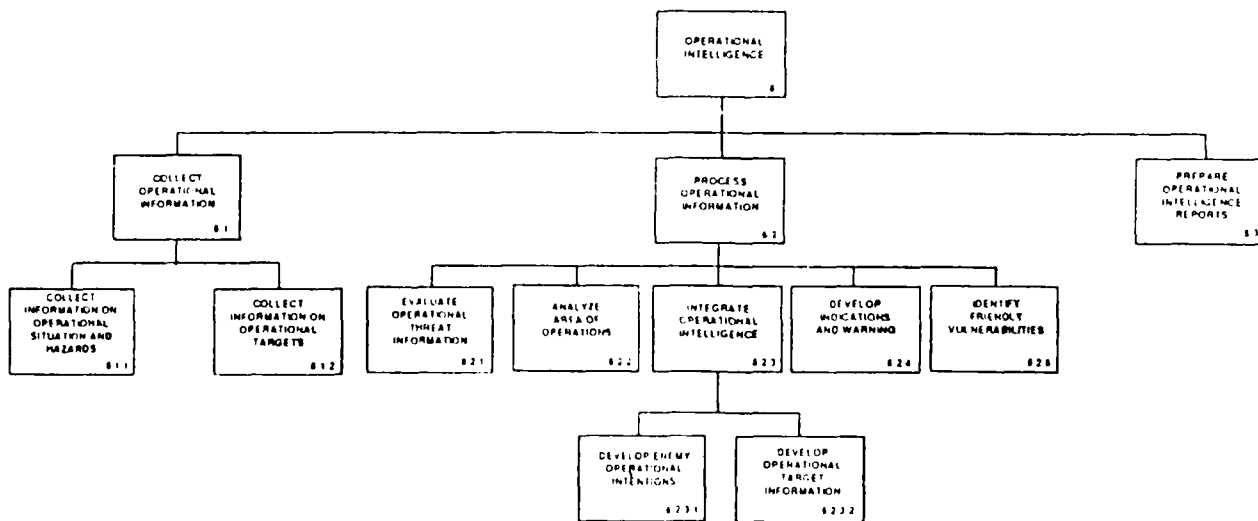 OPERATIONAL
INTELLIGENCE
6
COLLECT
OPERATIONAL
INFORMATION
6.1
PROCESS
OPERATIONAL
INFORMATION
6.2
PREPARE
OPERATIONAL
INTELLIGENCE
REPORTS
6.3
COLLECT
INFORMATION ON
OPERATIONAL
SITUATION AND
HAZARDS
6.1.1
COLLECT
INFORMATION ON
OPERATIONAL
TARGETS
6.1.2
EVALUATE
OPERATIONAL
THREAT
INFORMATION
6.2.1
ANALYZE
AREA OF
OPERATIONS
6.2.2
INTEGRATE
OPERATIONAL
INTELLIGENCE
6.2.3
DEVELOP
INDICATIONS
AND WARNING
6.2.4
IDENTIFY
FRIENDLY
VULNERABILITIES
6.2.5
DEVELOP ENEMY
OPERATIONAL
INTENTIONS
6.2.3.1
DEVELOP
OPERATIONAL
TARGET
INFORMATION
6.2.3.2